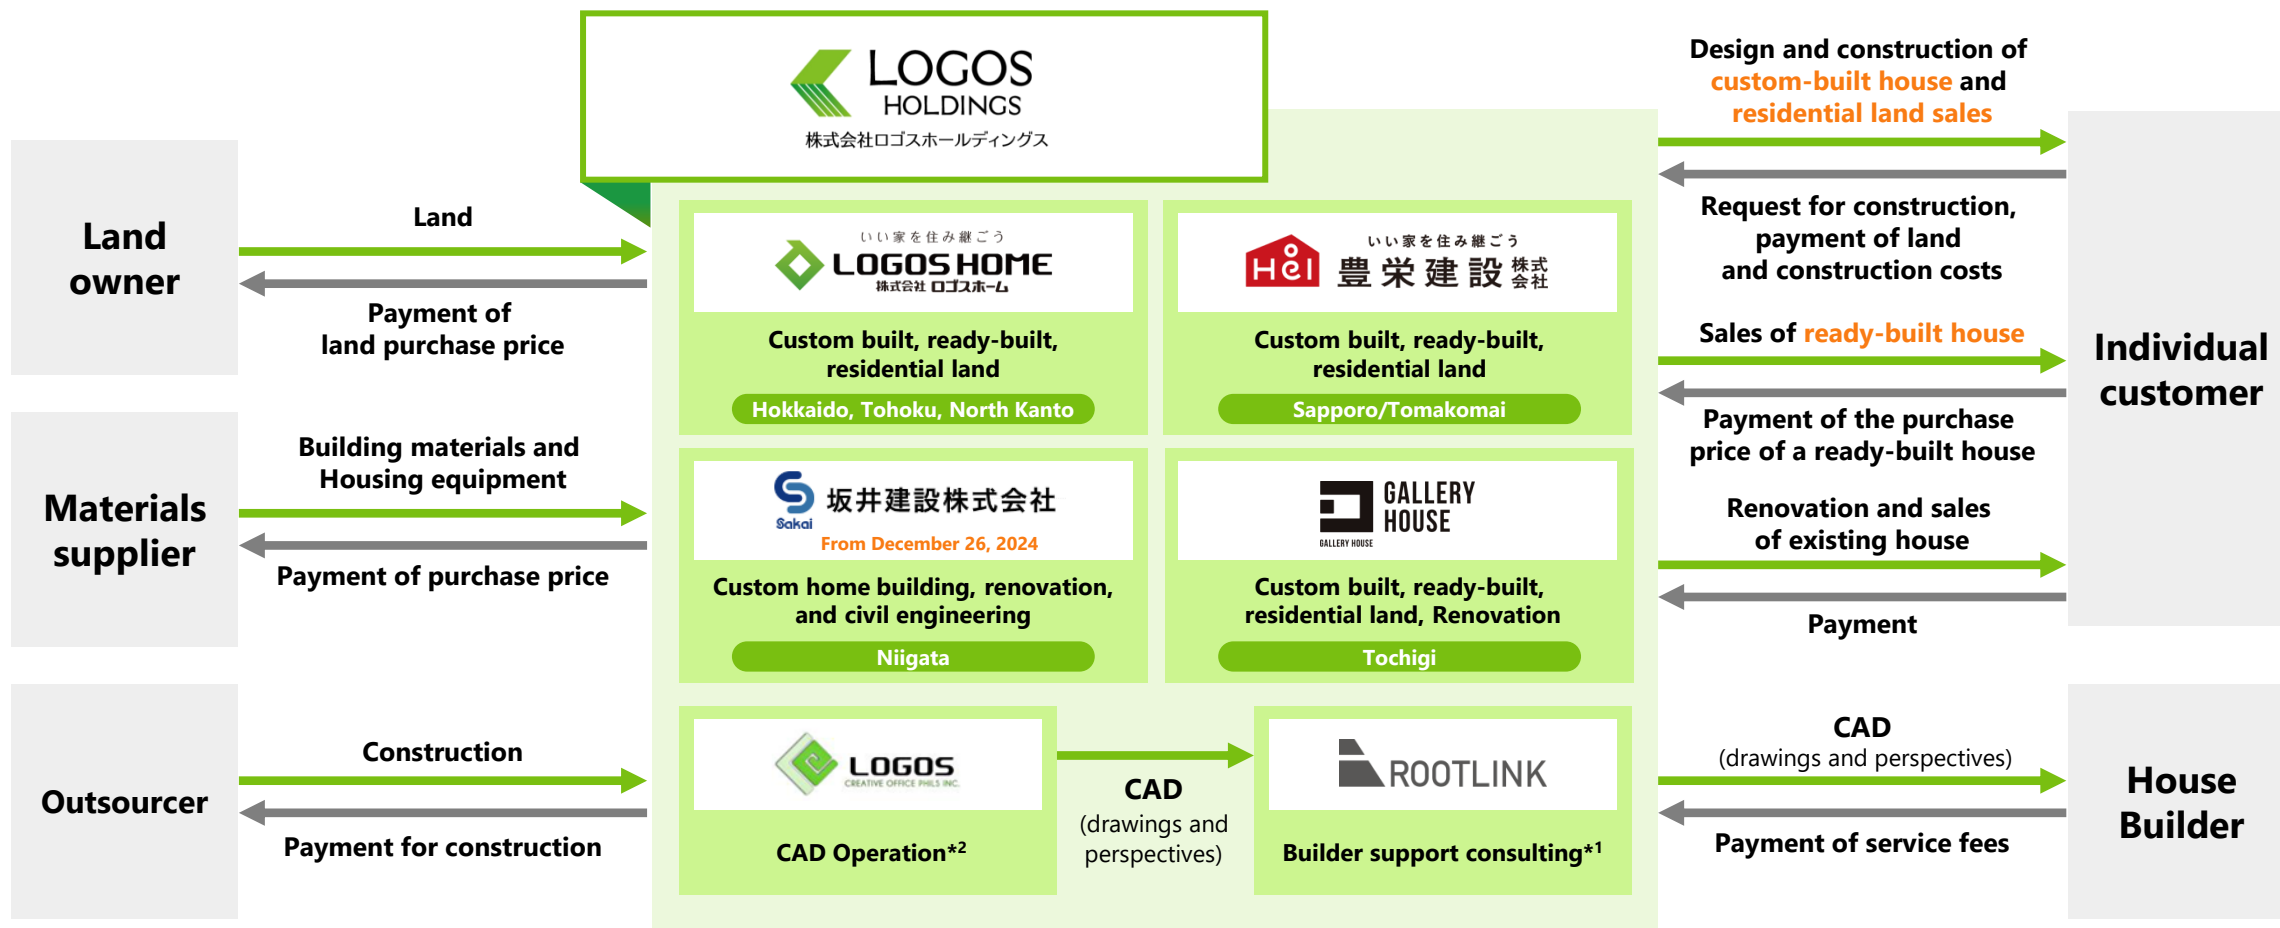 LOGOS
HOLDINGS
株式会社ロゴスホールディングス
Land
owner
Land
Payment of
land purchase price
Materials
supplier
Building materials and
Housing equipment
Payment of purchase price
Outsourcer
Construction
Payment for construction
いい家を住み継ごう
LOGOS HOME
株式会社 ロゴスホーム
Custom built, ready-built,
residential land
Hokkaido, Tohoku, North Kanto
Hei
いい家を住み継ごう
豊栄建設 株式会社
Custom built, ready-built,
residential land
Sapporo/Tomakomai
Sakai
坂井建設株式会社
From December 26, 2024
Custom home building, renovation,
and civil engineering
Niigata
GALLERY
HOUSE
GALLERY HOUSE
Custom built, ready-built,
residential land, Renovation
Tochigi
LOGOS
CREATIVE OFFICE PHILS INC.
CAD Operation*2
CAD
(drawings and
perspectives)
ROOTLINK
Builder support consulting*1
Design and construction of
custom-built house and
residential land sales
Request for construction,
payment of land
and construction costs
Sales of ready-built house
Payment of the purchase
price of a ready-built house
Renovation and sales
of existing house
Payment
Individual
customer
CAD
(drawings and perspectives)
Payment of service fees
House
Builder